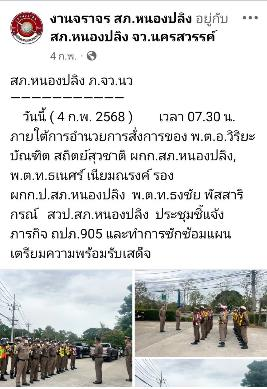 งานจราจร สภ.หนองปลิง อยู่กับ
สภ.หนองปลิง จว.นครสวรรค์
4 ก.พ. ·
สภ.หนองปลิง ภ.จว.นว
———————————
วันนี้ ( 4 ก.พ. 2568 ) เวลา 07.30 น.
ภายใต้การอำนวยการสั่งการของ พ.ต.อ.วิริยะ
บัณฑิต สถิตย์สุวชาติ ผกก.สภ.หนองปลิง,
พ.ต.ท.ธเนศร์ เนียมณรงค์ รอง
ผกก.ป.สภ.หนองปลิง พ.ต.ท.ธงชัย พัสสาริ
กรณ์ สวป.สภ.หนองปลิง ประชุมชี้แจ้ง
ภารกิจ ถปภ.905 และทำการซักซ้อมแผน
เตรียมความพร้อมรับเสด็จ